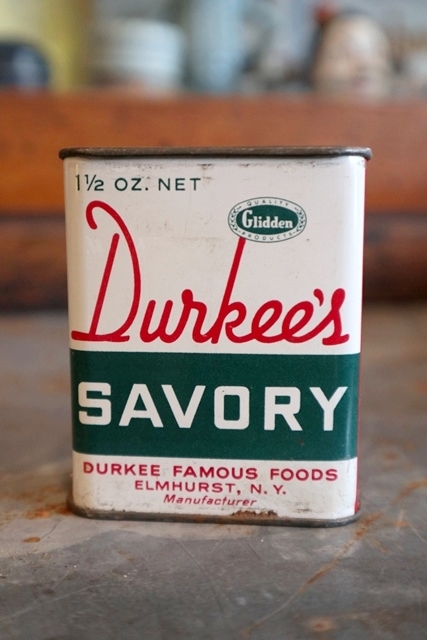 1½ OZ. NET
QUALITY
Glidden
PRODUCTS
Durkee's
SAVORY
DURKEE FAMOUS FOODS
ELMHURST, N. Y.
Manufacturer